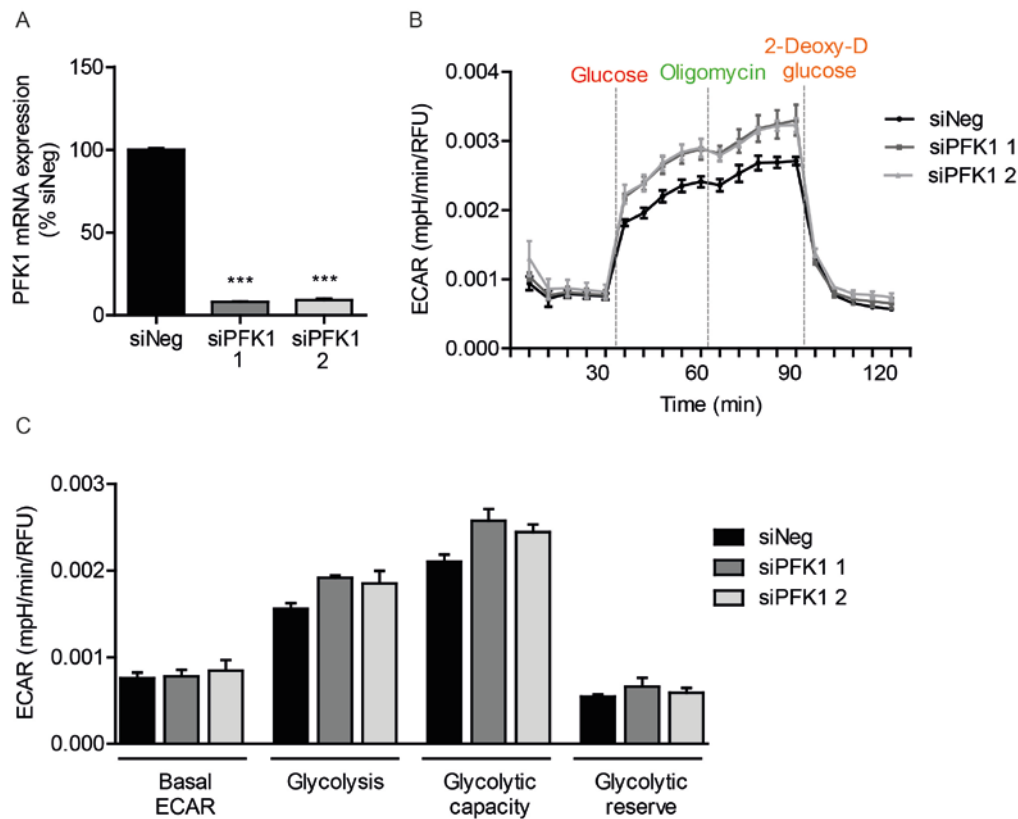 A
PFK1 mRNA expression
(% siNeg)
150
100
50
0
***
***
siNeg
siPFK1
1
siPFK1
2
B
ECAR (mpH/min/RFU)
0.004
0.003
0.002
0.001
0.000
Glucose
Oligomycin
2-Deoxy-D
glucose
30
60
90
120
Time (min)
siNeg
siPFK1 1
siPFK1 2
C
ECAR (mpH/min/RFU)
0.003
0.002
0.001
0.000
Basal
ECAR
Glycolysis
Glycolytic
capacity
Glycolytic
reserve
siNeg
siPFK1 1
siPFK1 2